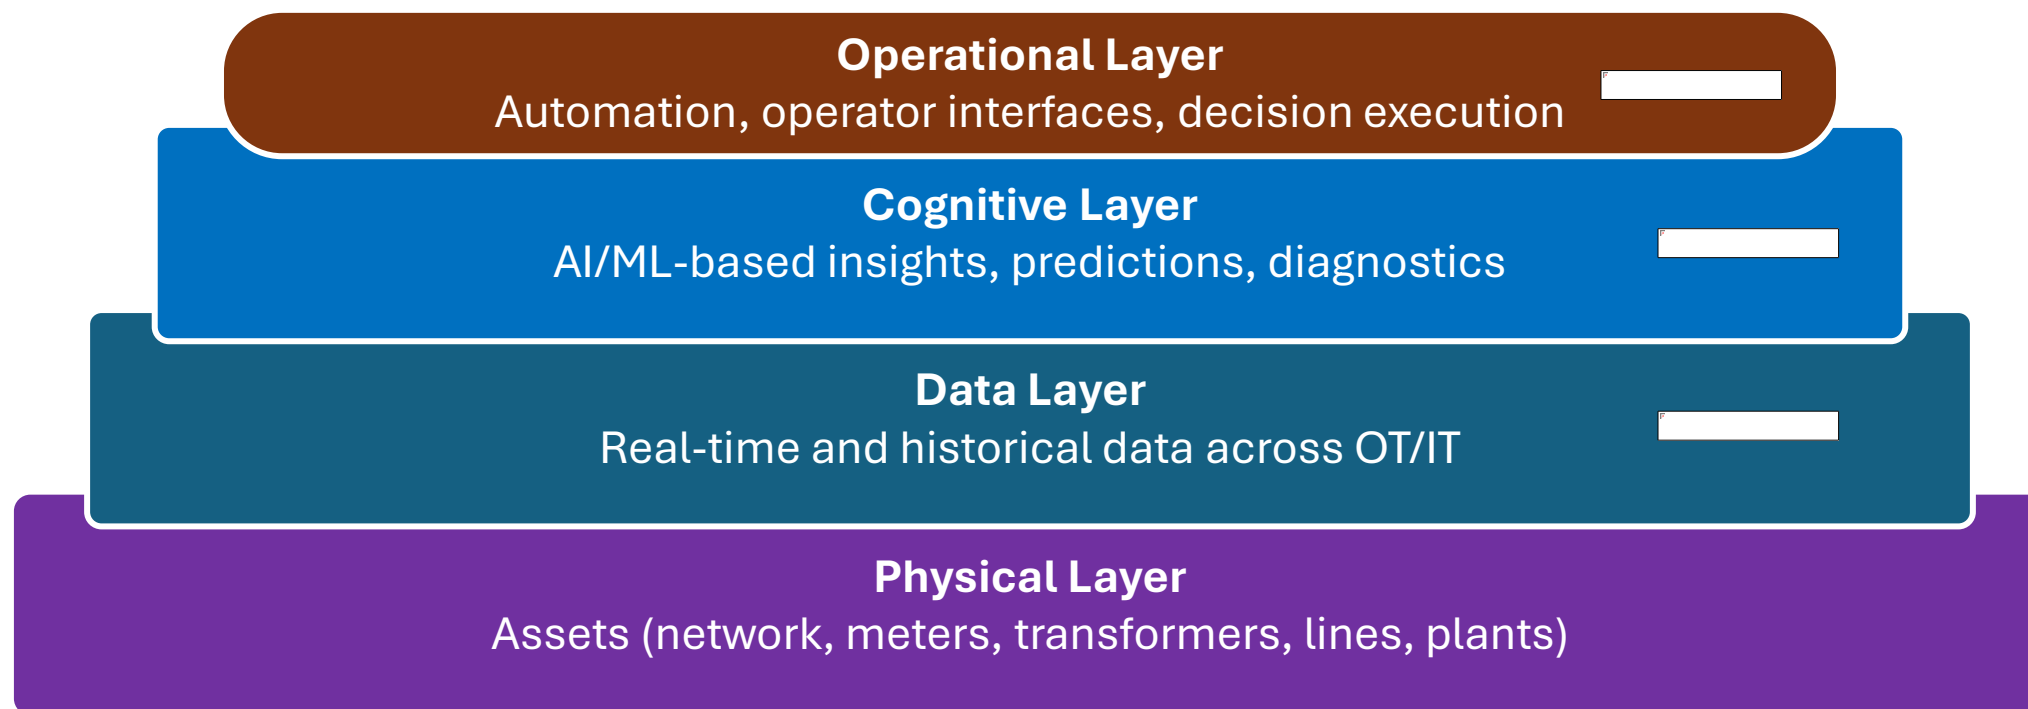 Operational Layer
Automation, operator interfaces, decision execution
Cognitive Layer
AI/ML-based insights, predictions, diagnostics
Data Layer
Real-time and historical data across OT/IT
Physical Layer
Assets (network, meters, transformers, lines, plants)